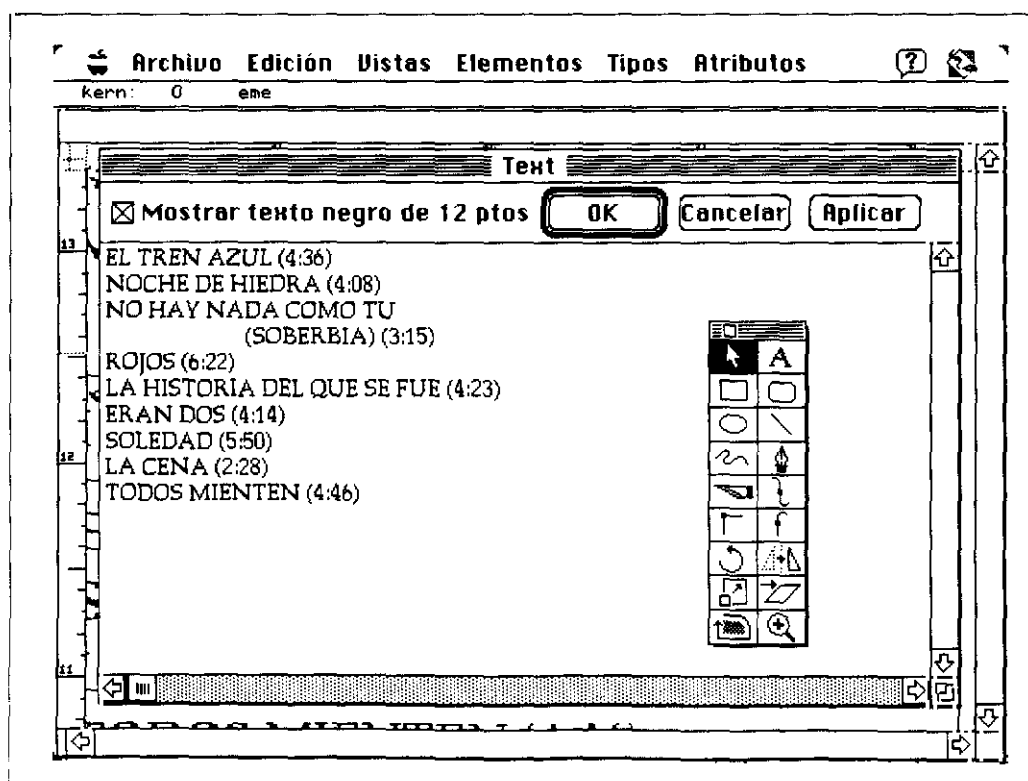 Archivo Edición Vistas Elementos Tipos Atributos
kern: 0 eme
Text
Mostrar texto negro de 12 ptos OK Cancelar Aplicar
EL TREN AZUL (4:36)
NOCHE DE HIEDRA (4:08)
NO HAY NADA COMO TU
(SOBERBIA) (3:15)
ROJOS (6:22)
LA HISTORIA DEL QUE SE FUE (4:23)
ERAN DOS (4:14)
SOLEDAD (5:50)
LA CENA (2:28)
TODOS MIENTEN (4:46)
A
13
12
11